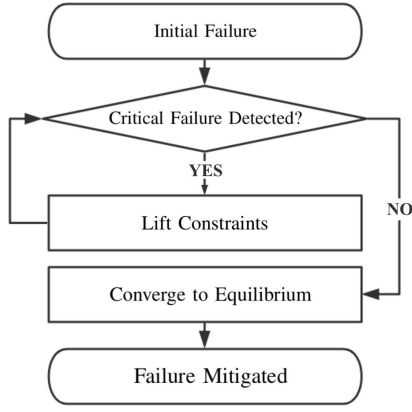 Initial Failure
Critical Failure Detected?
YES
Lift Constraints
NO
Converge to Equilibrium
Failure Mitigated